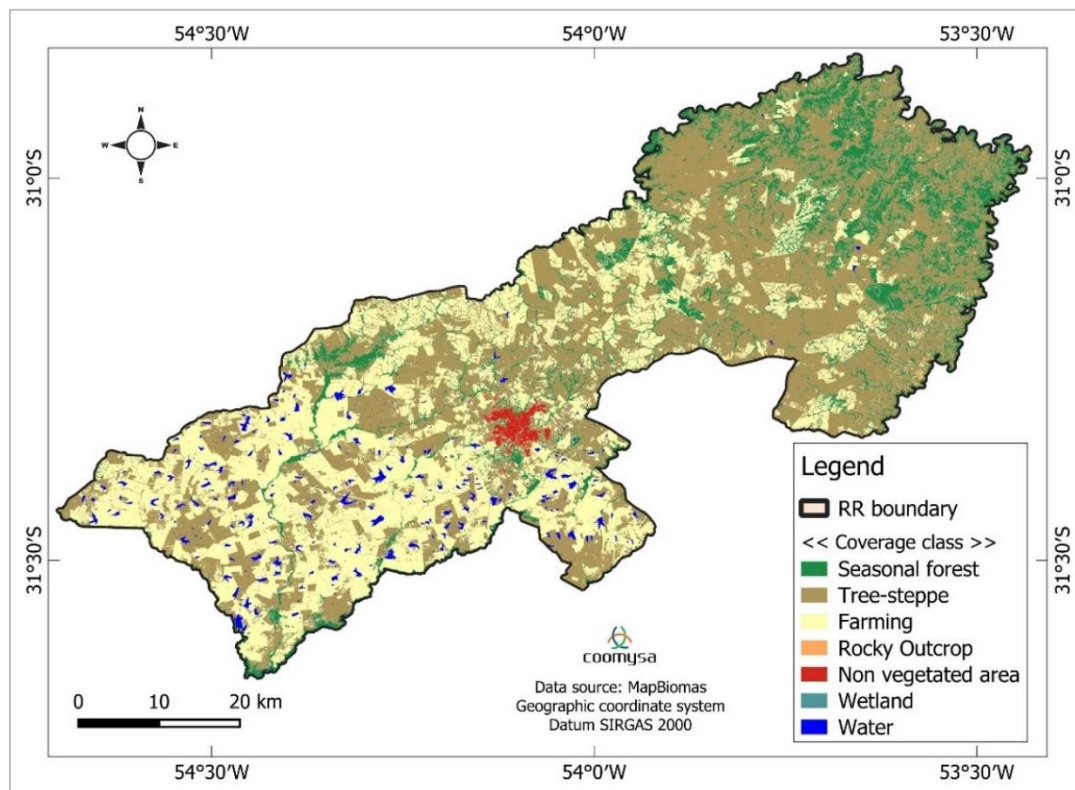 54°30'W 54°0'W 53°30'W
N
W E
S
31°0'S 31°0'S
31°30'S 31°30'S
Legend
RR boundary
<< Coverage class >>
Seasonal forest
Tree-steppe
Farming
Rocky Outcrop
Non vegetated area
Wetland
Water
coomysa
Data source: MapBiomas
Geographic coordinate system
Datum SIRGAS 2000
0 10 20 km
54°30'W 54°0'W 53°30'W